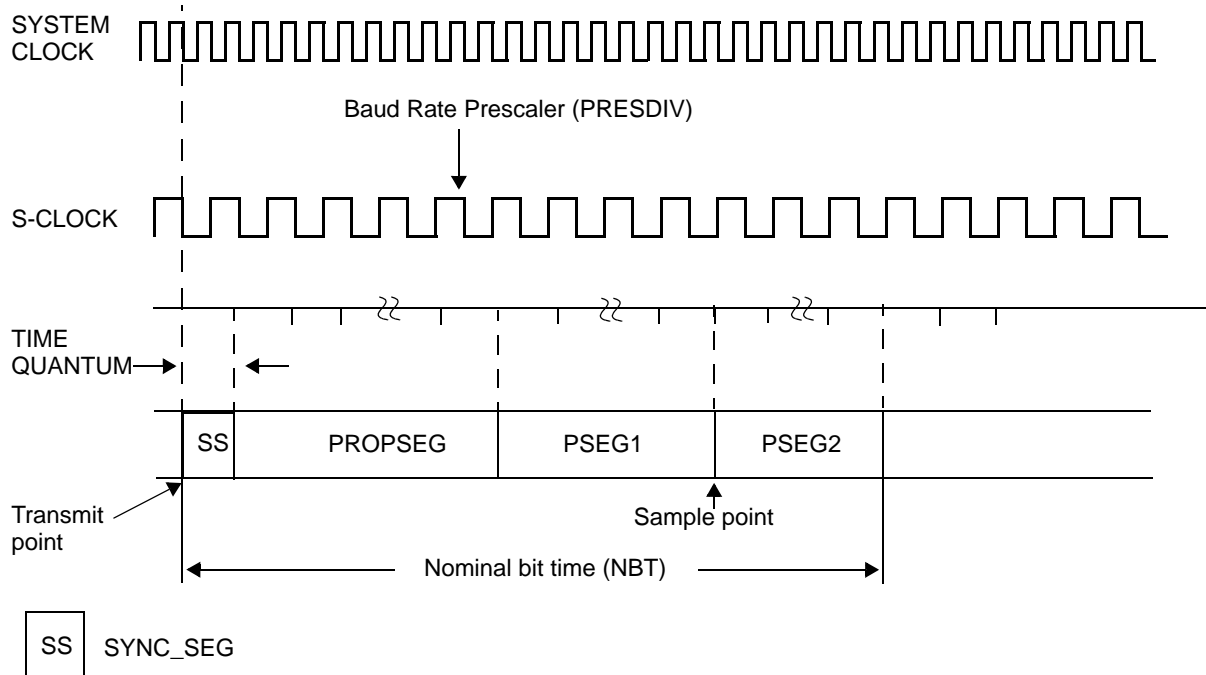 SYSTEM
CLOCK
Baud Rate Prescaler (PRESDIV)
S-CLOCK
TIME
QUANTUM
SS
PROPSEG
PSEG1
PSEG2
Transmit
point
Sample point
Nominal bit time (NBT)
SS
SYNC_SEG